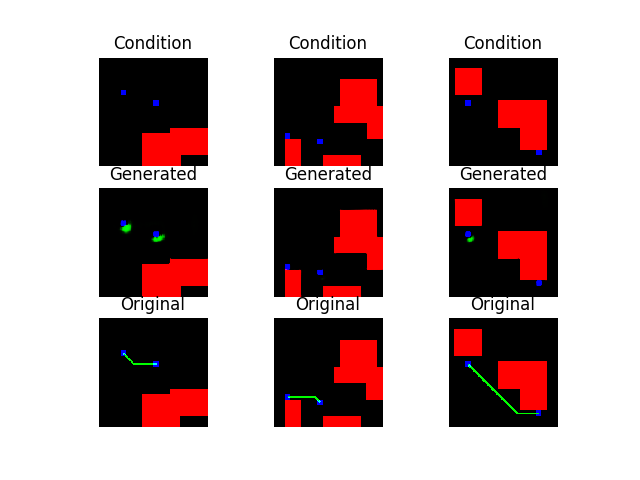 Condition Condition Condition
Generated Generated Generated
Original Original Original